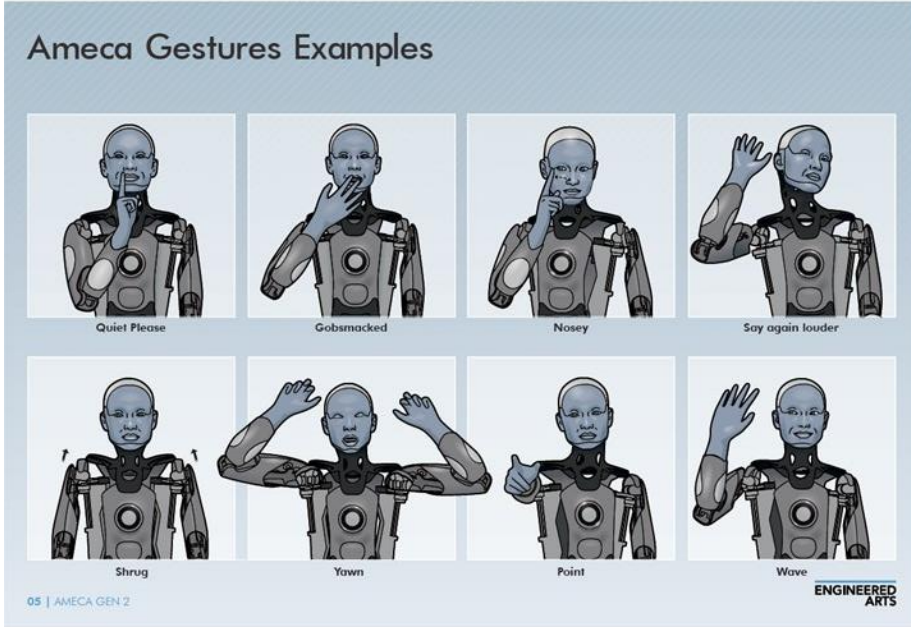 Ameca Gestures Examples
Quiet Please
Gobsmacked
Nosey
Say again louder
Shrug
Yawn
Point
Wave
05 | AMECA GEN 2
ENGINEERED
ARTS